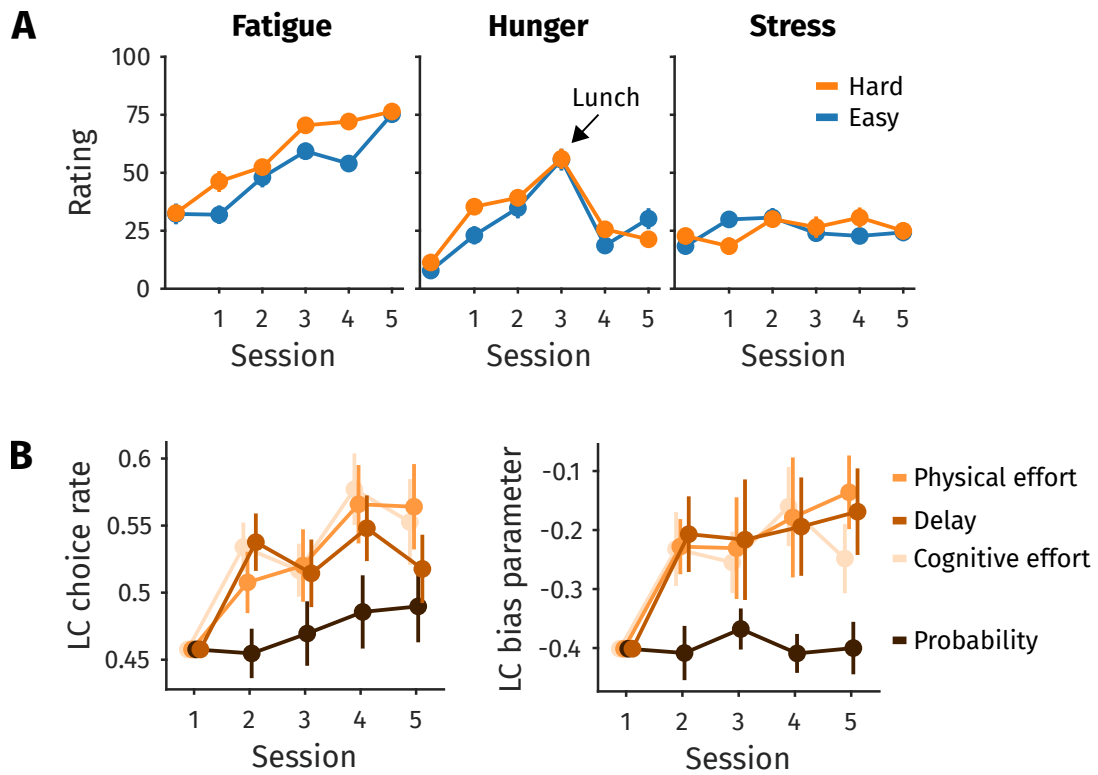 A
Fatigue
Hunger
Stress
Rating
100
75
50
25
0
Lunch
Hard
Easy
1 2 3 4 5
1 2 3 4 5
1 2 3 4 5
Session
Session
Session
B
LC choice rate
0.6
0.55
0.5
0.45
1 2 3 4 5
Session
LC bias parameter
-0.1
-0.2
-0.3
-0.4
1 2 3 4 5
Session
Physical effort
Delay
Cognitive effort
Probability